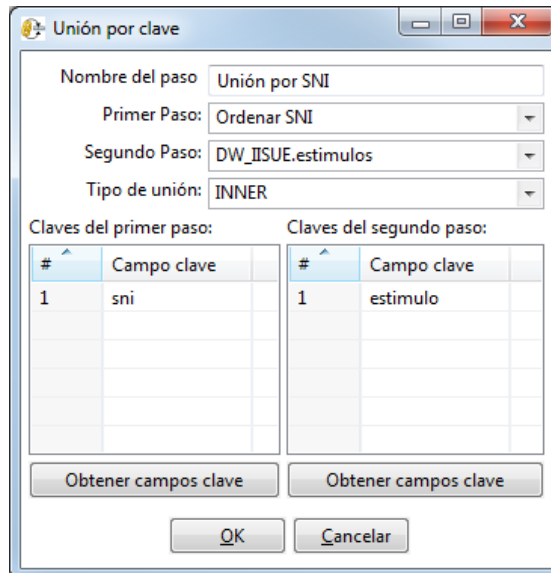 Unión por clave
Nombre del paso Unión por SNI
Primer Paso: Ordenar SNI
Segundo Paso: DW_IISUE.estimulos
Tipo de unión: INNER
Claves del primer paso: Claves del segundo paso:
# Campo clave # Campo clave
1 sni 1 estimulo
Obtener campos clave Obtener campos clave
OK Cancelar